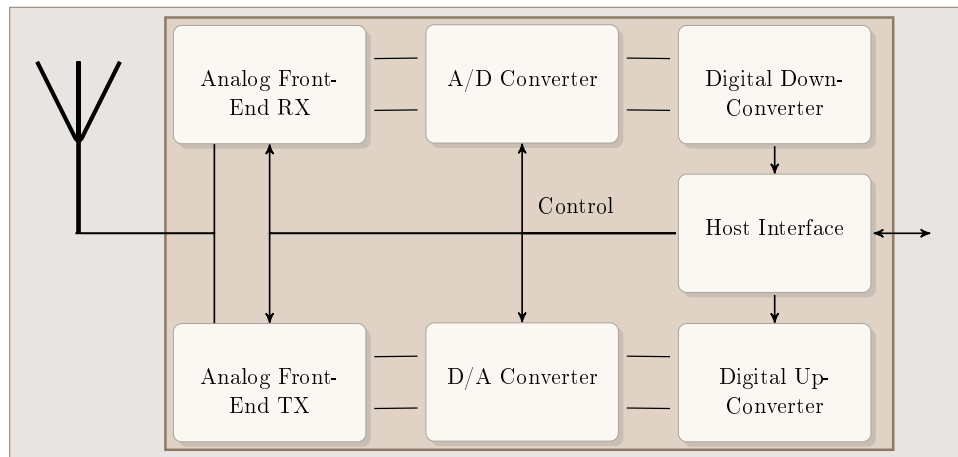 Analog Front-
End RX
A/D Converter
Digital Down-
Converter
Control
Host Interface
Analog Front-
End TX
D/A Converter
Digital Up-
Converter